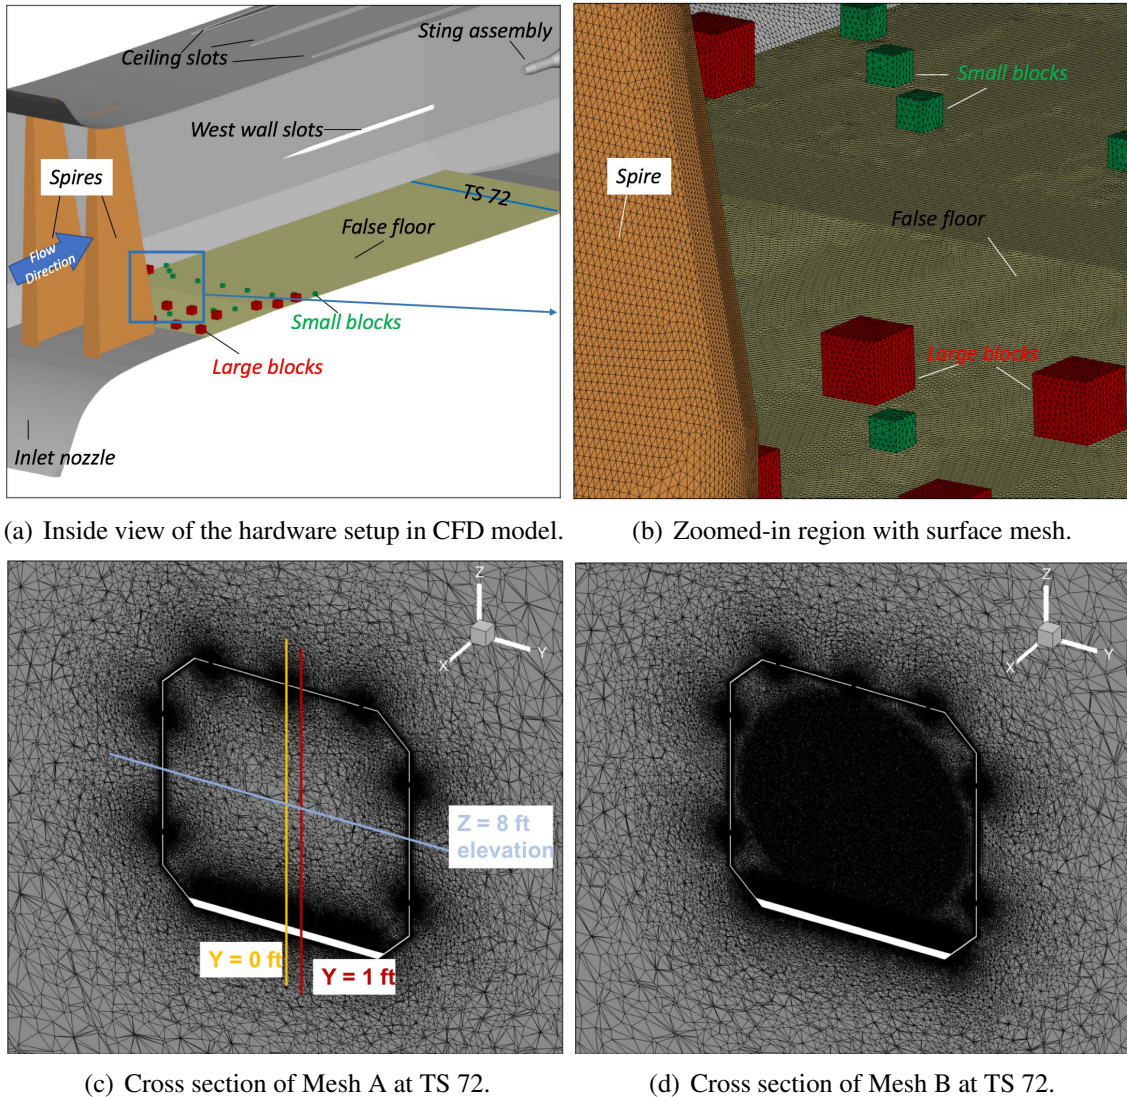 Ceiling slots
Sting assembly
West wall slots
Spires
TS 72
False floor
Flow
Direction
Small blocks
Large blocks
Inlet nozzle
Small blocks
Spire
False floor
Large blocks
(a) Inside view of the hardware setup in CFD model.
(b) Zoomed-in region with surface mesh.
Z
Y
X
Z = 8 ft
elevation
Y = 0 ft
Y = 1 ft
Z
Y
X
(c) Cross section of Mesh A at TS 72.
(d) Cross section of Mesh B at TS 72.